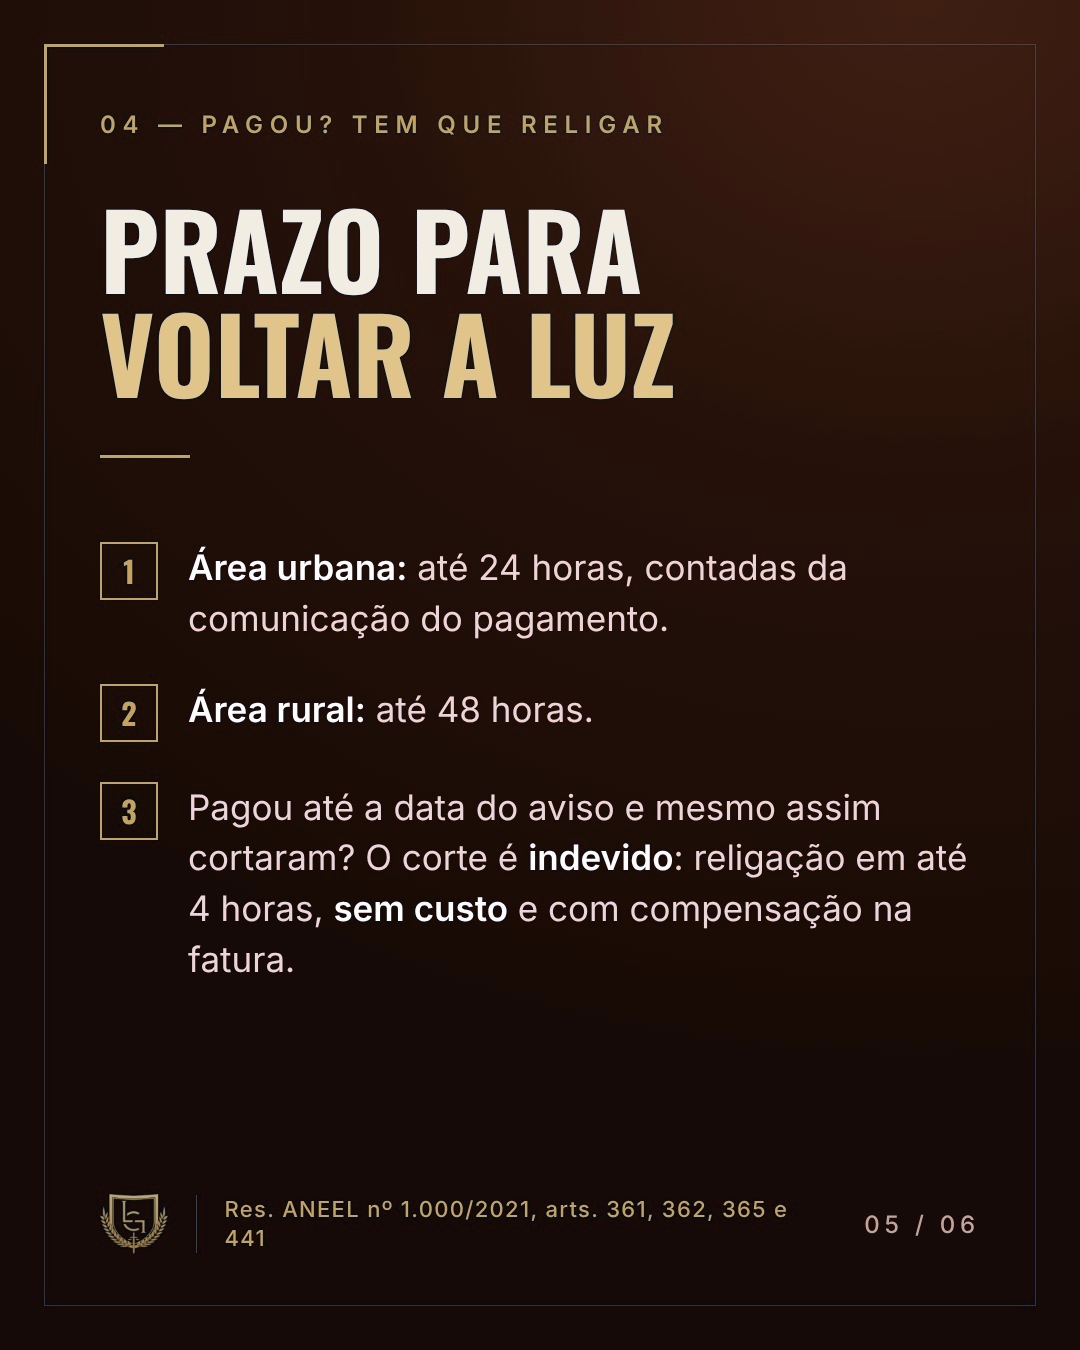 04 — PAGOU? TEM QUE RELIGAR
PRAZO PARA
VOLTAR A LUZ
1
Área urbana: até 24 horas, contadas da
comunicação do pagamento.
2
Área rural: até 48 horas.
3
Pagou até a data do aviso e mesmo assim
cortaram? O corte é indevido: religação em até
4 horas, sem custo e com compensação na
fatura.
Res. ANEEL nº 1.000/2021, arts. 361, 362, 365 e
441
05 / 06